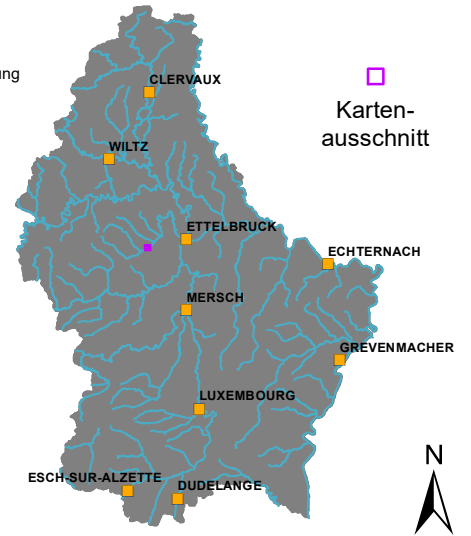 ung
CLERVAUX
Karten-
ausschnitt
WILTZ
ETTELBRUCK
ECHTERNACH
MERSCH
GREVENMACHER
LUXEMBOURG
ESCH-SUR-ALZETTE
DUDELANGE
N